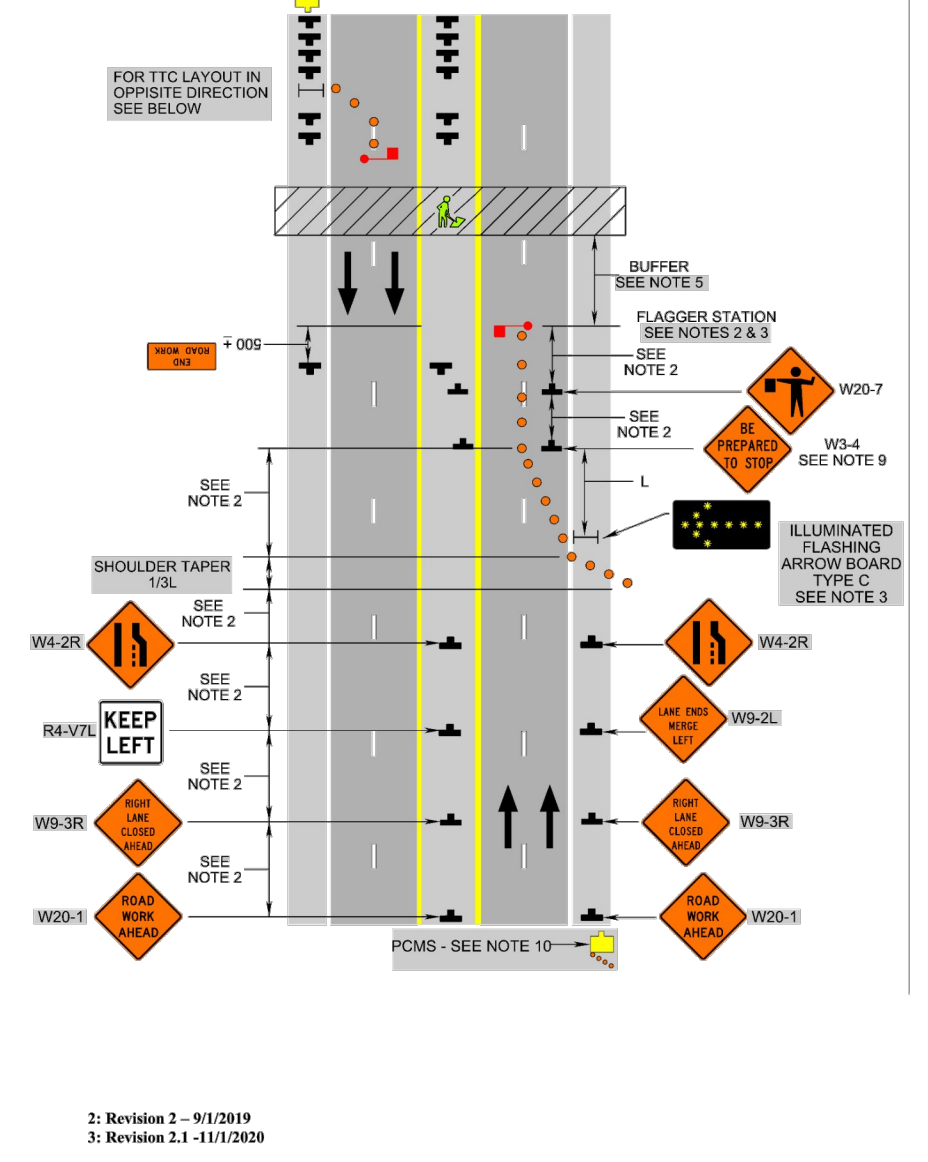 FOR TTC LAYOUT IN
OPPISITE DIRECTION
SEE BELOW
BUFFER
SEE NOTE 5
FLAGGER STATION
SEE NOTES 2 & 3
500 +
END
ROAD WORK
SEE
NOTE 2
W20-7
SEE
NOTE 2
BE
PREPARED
TO STOP
W3-4
SEE NOTE 9
SEE
NOTE 2
L
ILLUMINATED
FLASHING
ARROW BOARD
TYPE C
SEE NOTE 3
SHOULDER TAPER
1/3L
SEE
NOTE 2
W4-2R
W4-2R
SEE
NOTE 2
R4-V7L
KEEP
LEFT
LANE ENDS
MERGE
LEFT
W9-2L
SEE
NOTE 2
W9-3R
RIGHT
LANE
CLOSED
AHEAD
RIGHT
LANE
CLOSED
AHEAD
W9-3R
SEE
NOTE 2
W20-1
ROAD
WORK
AHEAD
ROAD
WORK
AHEAD
W20-1
PCMS - SEE NOTE 10
2: Revision 2 – 9/1/2019
3: Revision 2.1 -11/1/2020